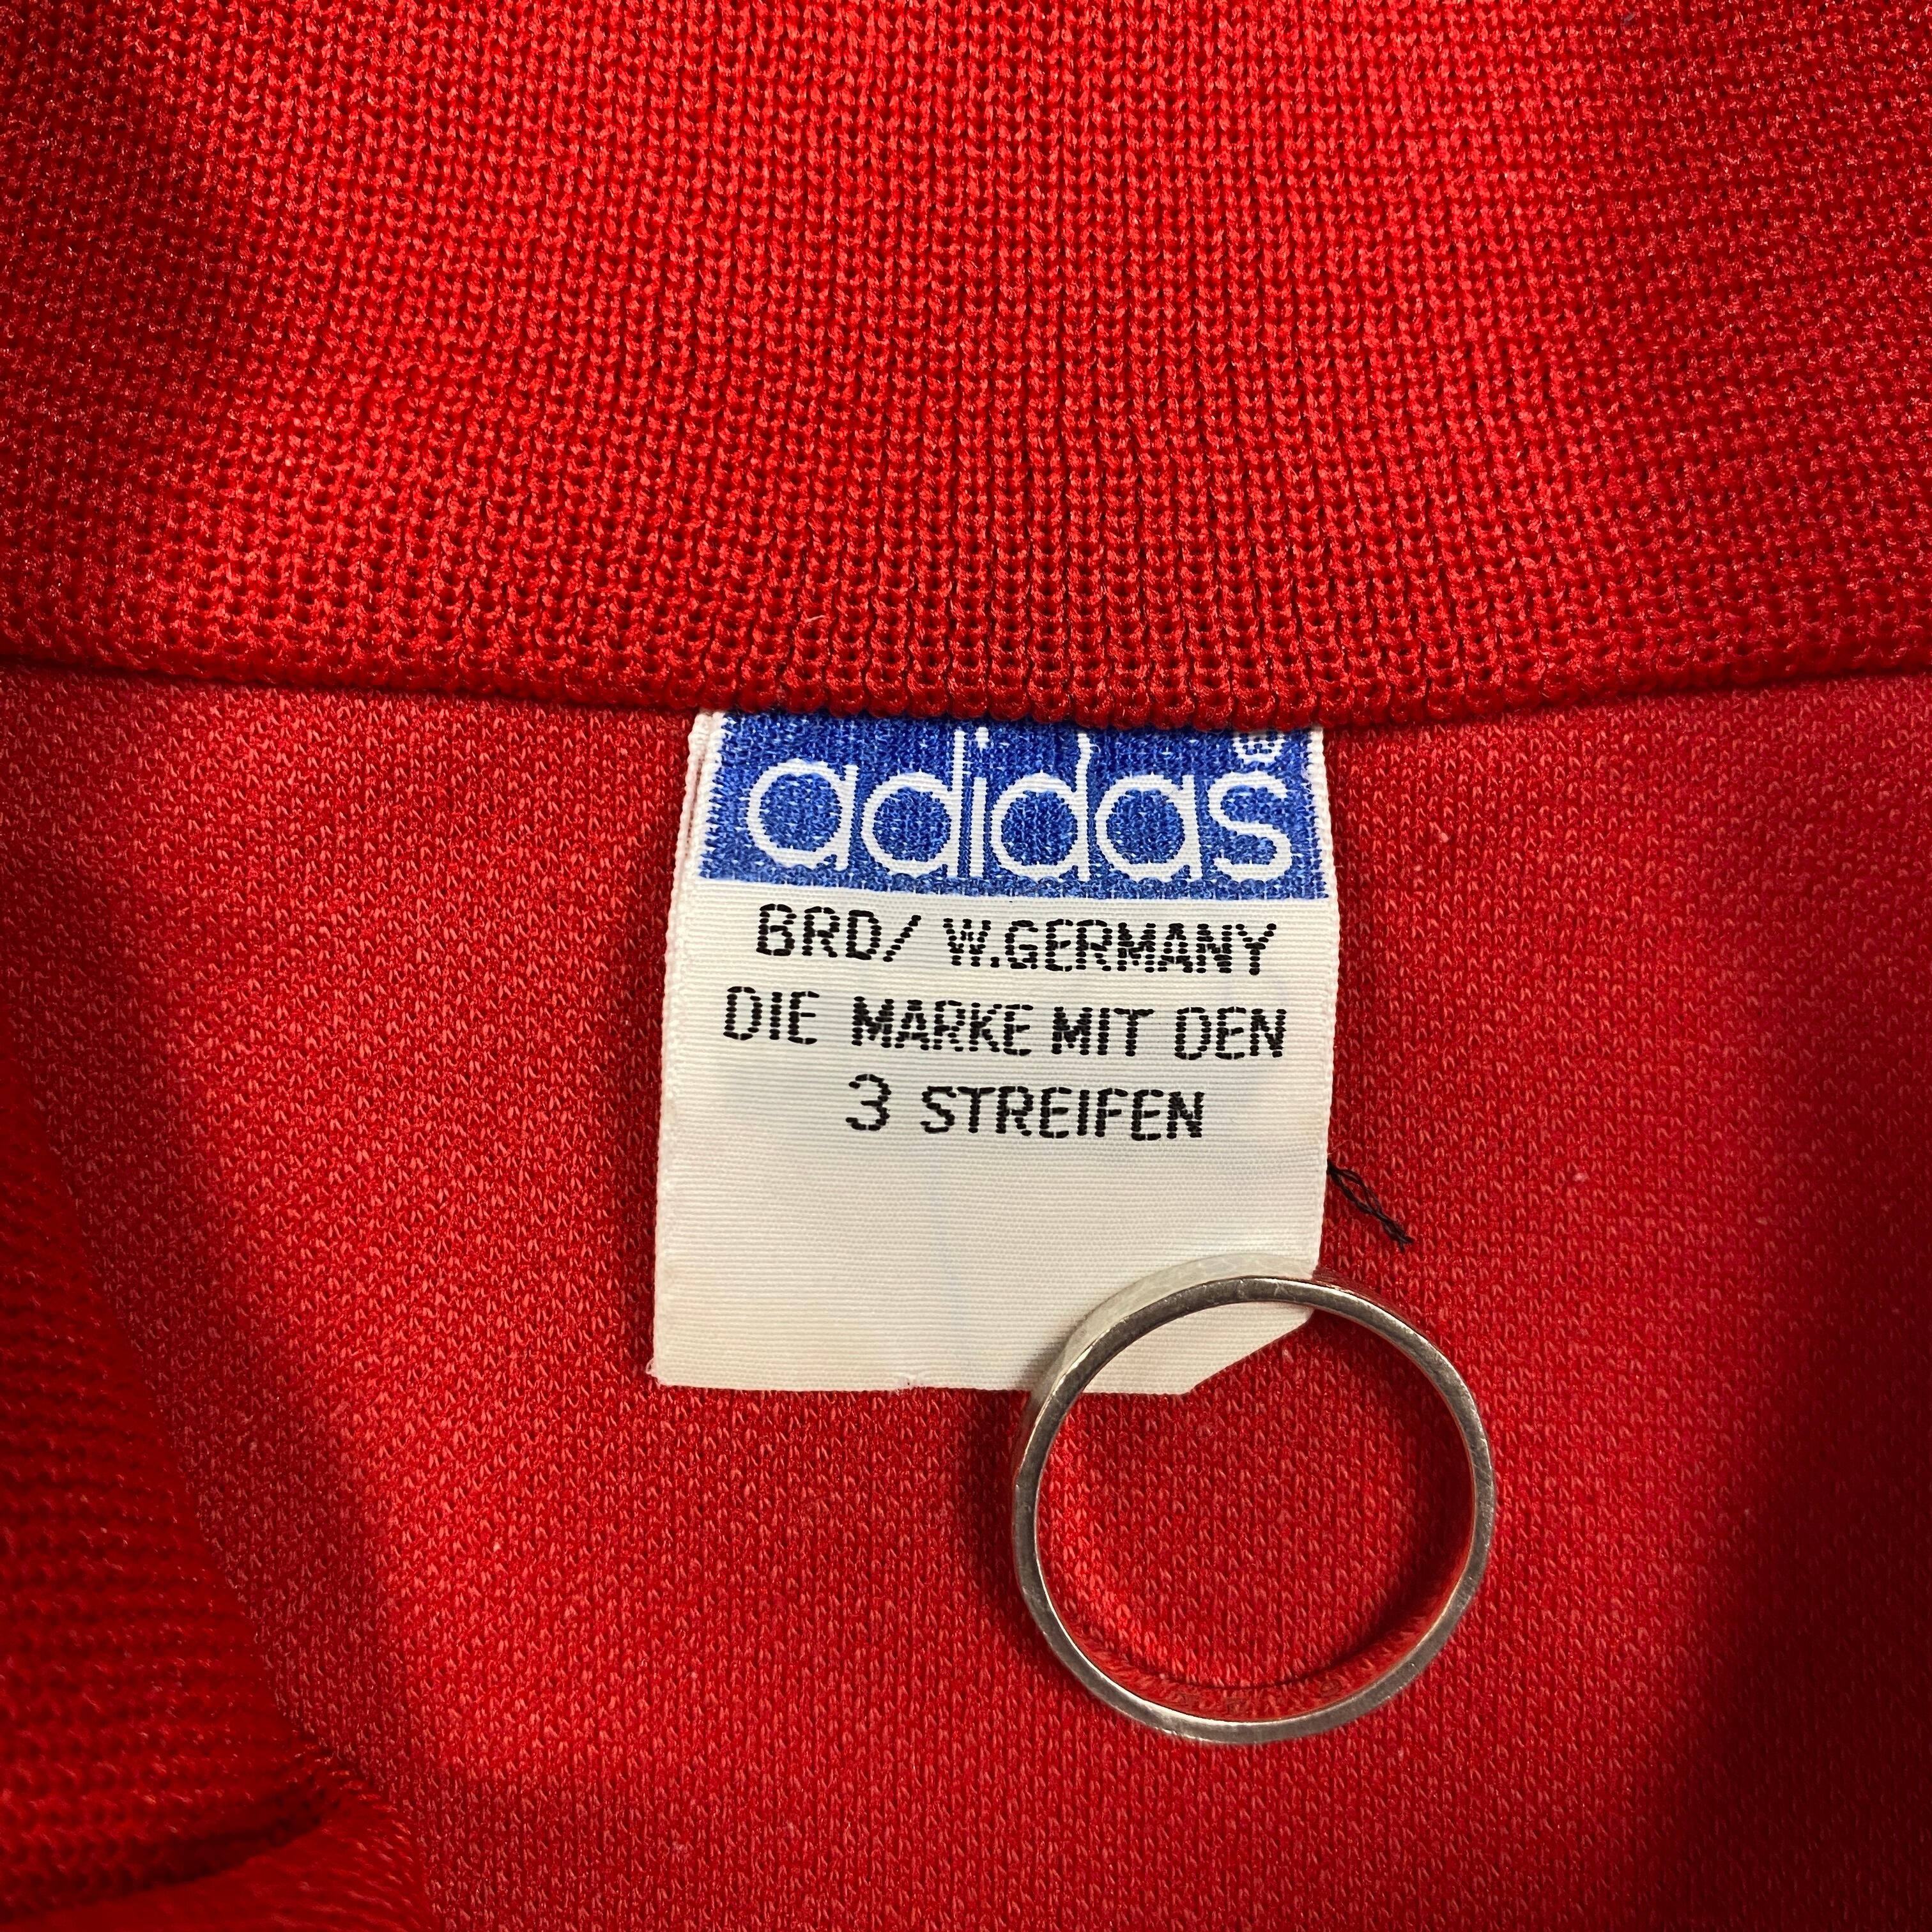 adidas®
BRD/ W.GERMANY
DIE MARKE MIT DEN
3 STREIFEN